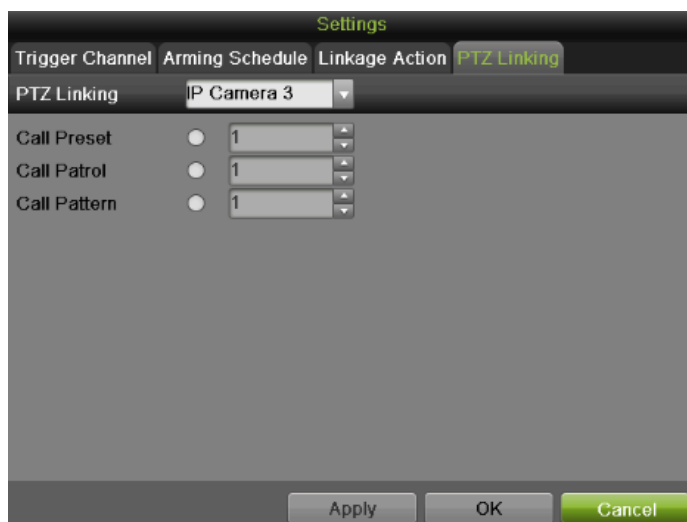 Settings
Trigger Channel Arming Schedule Linkage Action PTZ Linking
PTZ Linking IP Camera 3
Call Preset 1
Call Patrol 1
Call Pattern 1
Apply OK Cancel